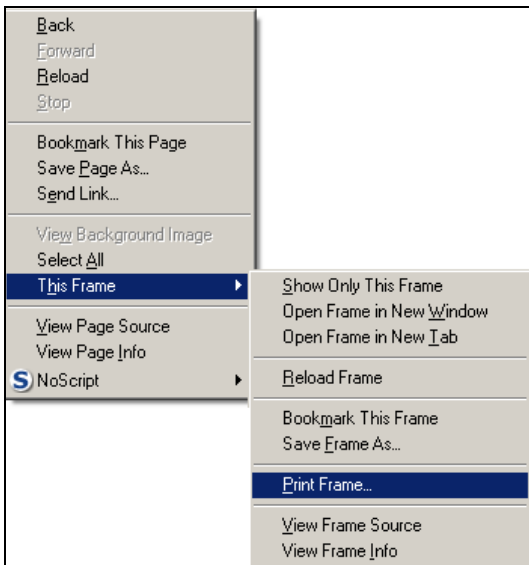 Back
Forward
Reload
Stop
Bookmark This Page
Save Page As...
Send Link...
View Background Image
Select All
This Frame
View Page Source
View Page Info
NoScript
Show Only This Frame
Open Frame in New Window
Open Frame in New Tab
Reload Frame
Bookmark This Frame
Save Frame As...
Print Frame...
View Frame Source
View Frame Info